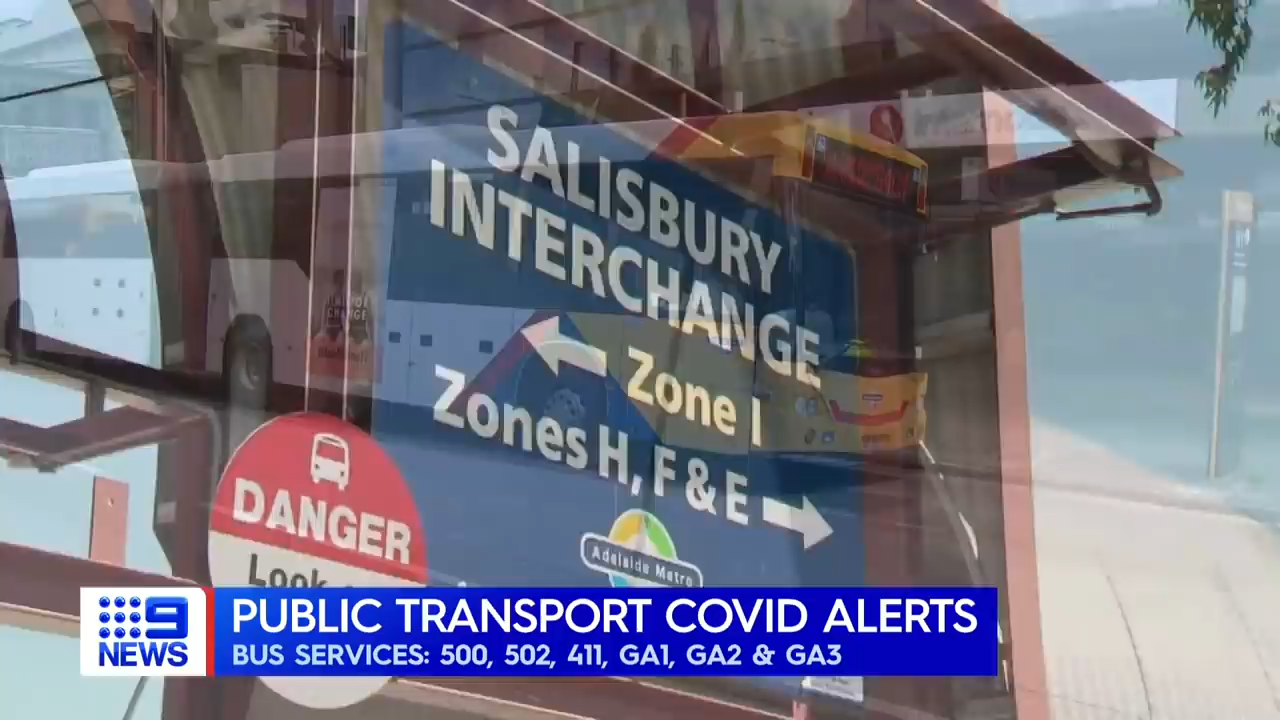 SALISBURY
INTERCHANGE
Zone I
Zones H, F & E
DANGER
Look
Adelaide Metro
9
NEWS
PUBLIC TRANSPORT COVID ALERTS
BUS SERVICES: 500, 502, 411, GA1, GA2 & GA3